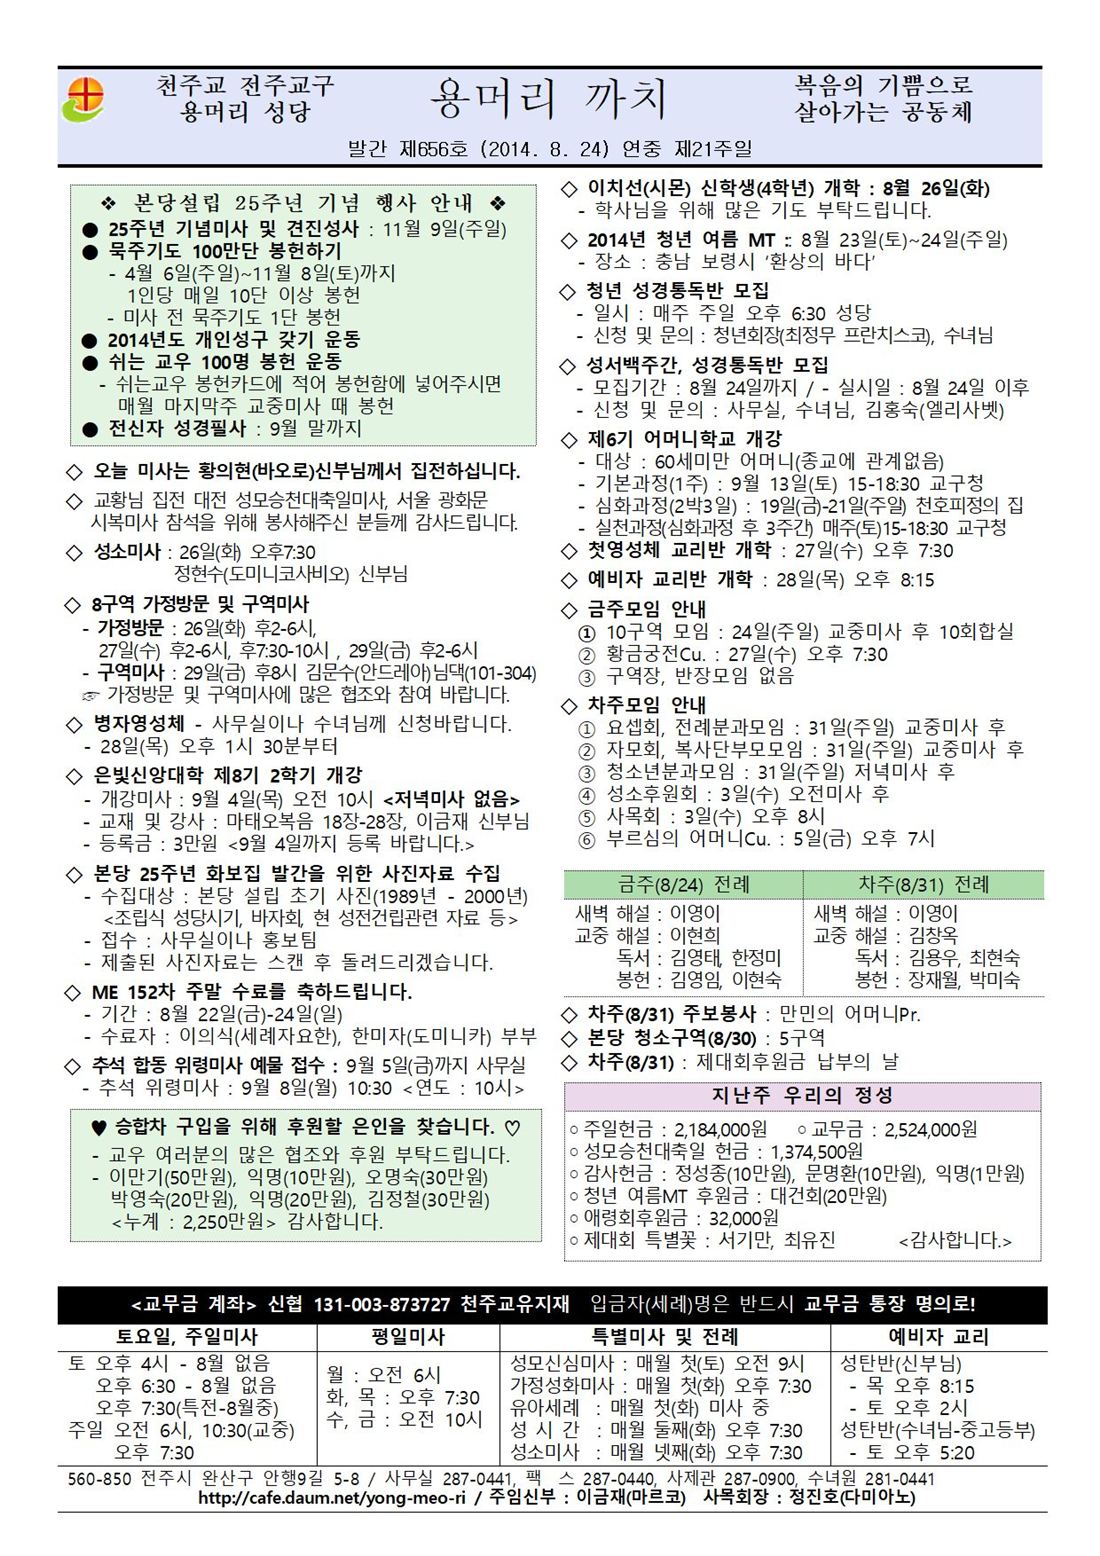 천주교 전주교구
용머리 성당
용머리 까치
복음의 기쁨으로
살아가는 공동체
발간 제656호 (2014. 8. 24) 연중 제21주일
❖ 본당설립 25주년 기념 행사 안내 ❖
● 25주년 기념미사 및 견진성사 : 11월 9일(주일)
● 묵주기도 100만단 봉헌하기
- 4월 6일(주일)~11월 8일(토)까지
1인당 매일 10단 이상 봉헌
- 미사 전 묵주기도 1단 봉헌
● 2014년도 개인성구 갖기 운동
● 쉬는 교우 100명 봉헌 운동
- 쉬는교우 봉헌카드에 적어 봉헌함에 넣어주시면
매월 마지막주 교중미사 때 봉헌
● 전신자 성경필사 : 9월 말까지
◇ 오늘 미사는 황의현(바오로)신부님께서 집전하십니다.
◇ 교황님 집전 대전 성모승천대축일미사, 서울 광화문
시복미사 참석을 위해 봉사해주신 분들께 감사드립니다.
◇ 성소미사 : 26일(화) 오후7:30
정현수(도미니코사비오) 신부님
◇ 8구역 가정방문 및 구역미사
- 가정방문 : 26일(화) 후2-6시,
27일(수) 후2-6시, 후7:30-10시 , 29일(금) 후2-6시
- 구역미사 : 29일(금) 후8시 김문수(안드레아)님댁(101-304)
☞ 가정방문 및 구역미사에 많은 협조와 참여 바랍니다.
◇ 병자영성체 - 사무실이나 수녀님께 신청바랍니다.
- 28일(목) 오후 1시 30분부터
◇ 은빛신앙대학 제8기 2학기 개강
- 개강미사 : 9월 4일(목) 오전 10시 <저녁미사 없음>
- 교재 및 강사 : 마태오복음 18장-28장, 이금재 신부님
- 등록금 : 3만원 <9월 4일까지 등록 바랍니다.>
◇ 본당 25주년 화보집 발간을 위한 사진자료 수집
- 수집대상 : 본당 설립 초기 사진(1989년 - 2000년)
<조립식 성당시기, 바자회, 현 성전건립관련 자료 등>
- 접수 : 사무실이나 홍보팀
- 제출된 사진자료는 스캔 후 돌려드리겠습니다.
◇ ME 152차 주말 수료를 축하드립니다.
- 기간 : 8월 22일(금)-24일(일)
- 수료자 : 이의식(세례자요한), 한미자(도미니카) 부부
◇ 추석 합동 위령미사 예물 접수 : 9월 5일(금)까지 사무실
- 추석 위령미사 : 9월 8일(월) 10:30 <연도 : 10시>
♥ 승합차 구입을 위해 후원할 은인을 찾습니다. ♡
- 교우 여러분의 많은 협조와 후원 부탁드립니다.
- 이만기(50만원), 익명(10만원), 오명숙(30만원)
박영숙(20만원), 익명(20만원), 김정철(30만원)
<누계 : 2,250만원> 감사합니다.
◇ 이치선(시몬) 신학생(4학년) 개학 : 8월 26일(화)
- 학사님을 위해 많은 기도 부탁드립니다.
◇ 2014년 청년 여름 MT :: 8월 23일(토)~24일(주일)
- 장소 : 충남 보령시 ‘환상의 바다’
◇ 청년 성경통독반 모집
- 일시 : 매주 주일 오후 6:30 성당
- 신청 및 문의 : 청년회장(최정무 프란치스코), 수녀님
◇ 성서백주간, 성경통독반 모집
- 모집기간 : 8월 24일까지 / - 실시일 : 8월 24일 이후
- 신청 및 문의 : 사무실, 수녀님, 김홍숙(엘리사벳)
◇ 제6기 어머니학교 개강
- 대상 : 60세미만 어머니(종교에 관계없음)
- 기본과정(1주) : 9월 13일(토) 15-18:30 교구청
- 심화과정(2박3일) : 19일(금)-21일(주일) 천호피정의 집
- 실천과정(심화과정 후 3주간) 매주(토)15-18:30 교구청
◇ 첫영성체 교리반 개학 : 27일(수) 오후 7:30
◇ 예비자 교리반 개학 : 28일(목) 오후 8:15
◇ 금주모임 안내
① 10구역 모임 : 24일(주일) 교중미사 후 10회합실
② 황금궁전Cu. : 27일(수) 오후 7:30
③ 구역장, 반장모임 없음
◇ 차주모임 안내
① 요셉회, 전례분과모임 : 31일(주일) 교중미사 후
② 자모회, 복사단부모모임 : 31일(주일) 교중미사 후
③ 청소년분과모임 : 31일(주일) 저녁미사 후
④ 성소후원회 : 3일(수) 오전미사 후
⑤ 사목회 : 3일(수) 오후 8시
⑥ 부르심의 어머니Cu. : 5일(금) 오후 7시
금주(8/24) 전례 차주(8/31) 전례
새벽 해설 : 이영이 새벽 해설 : 이영이
교중 해설 : 이현희 교중 해설 : 김창옥
독서 : 김영태, 한정미 독서 : 김용우, 최현숙
봉헌 : 김영임, 이현숙 봉헌 : 장재월, 박미숙
◇ 차주(8/31) 주보봉사 : 만민의 어머니Pr.
◇ 본당 청소구역(8/30) : 5구역
◇ 차주(8/31) : 제대회후원금 납부의 날
지난주 우리의 정성
○ 주일헌금 : 2,184,000원 ○ 교무금 : 2,524,000원
○ 성모승천대축일 헌금 : 1,374,500원
○ 감사헌금 : 정성종(10만원), 문명환(10만원), 익명(1만원)
○ 청년 여름MT 후원금 : 대건회(20만원)
○ 애령회후원금 : 32,000원
○ 제대회 특별꽃 : 서기만, 최유진 <감사합니다.>
<교무금 계좌> 신협 131-003-873727 천주교유지재 입금자(세례)명은 반드시 교무금 통장 명의로!
토요일, 주일미사 평일미사 특별미사 및 전례 예비자 교리
토 오후 4시 - 8월 없음
오후 6:30 - 8월 없음
오후 7:30(특전-8월중)
주일 오전 6시, 10:30(교중)
오후 7:30
월 : 오전 6시
화, 목 : 오후 7:30
수, 금 : 오전 10시
성모신심미사 : 매월 첫(토) 오전 9시
가정성화미사 : 매월 첫(화) 오후 7:30
유아세례 : 매월 첫(화) 미사 중
성 시 간 : 매월 둘째(화) 오후 7:30
성소미사 : 매월 넷째(화) 오후 7:30
성탄반(신부님)
- 목 오후 8:15
- 토 오후 2시
성탄반(수녀님-중고등부)
- 토 오후 5:20
560-850 전주시 완산구 안행9길 5-8 / 사무실 287-0441, 팩 스 287-0440, 사제관 287-0900, 수녀원 281-0441
http://cafe.daum.net/yong-meo-ri / 주임신부 : 이금재(마르코) 사목회장 : 정진호(다미아노)